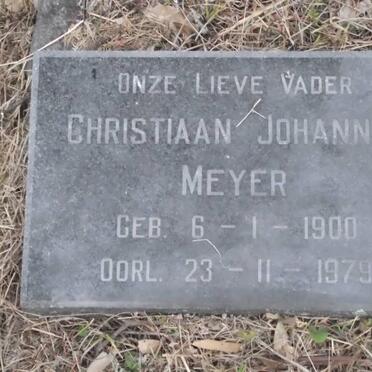 ONZE LIEVE VADER
CHRISTIAAN JOHANN
MEYER
GEB. 6 - 1 - 1900
OORL. 23 - 11 - 1979